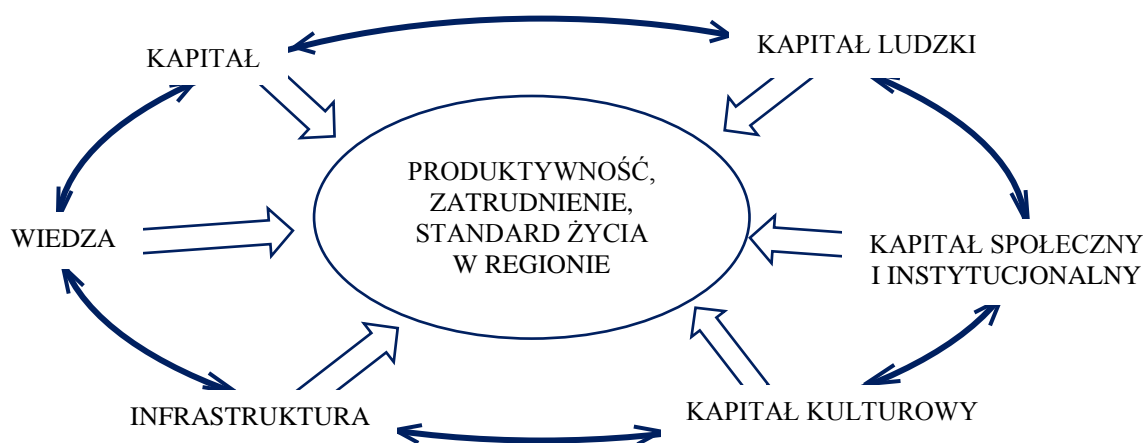 KAPITAŁ LUDZKI
KAPITAŁ
PRODUKTYWNOŚĆ,
ZATRUDNIENIE,
STANDARD ŻYCIA
W REGIONIE
WIEDZA
KAPITAŁ SPOŁECZNY
I INSTYTUCJONALNY
INFRASTRUKTURA
KAPITAŁ KULTUROWY